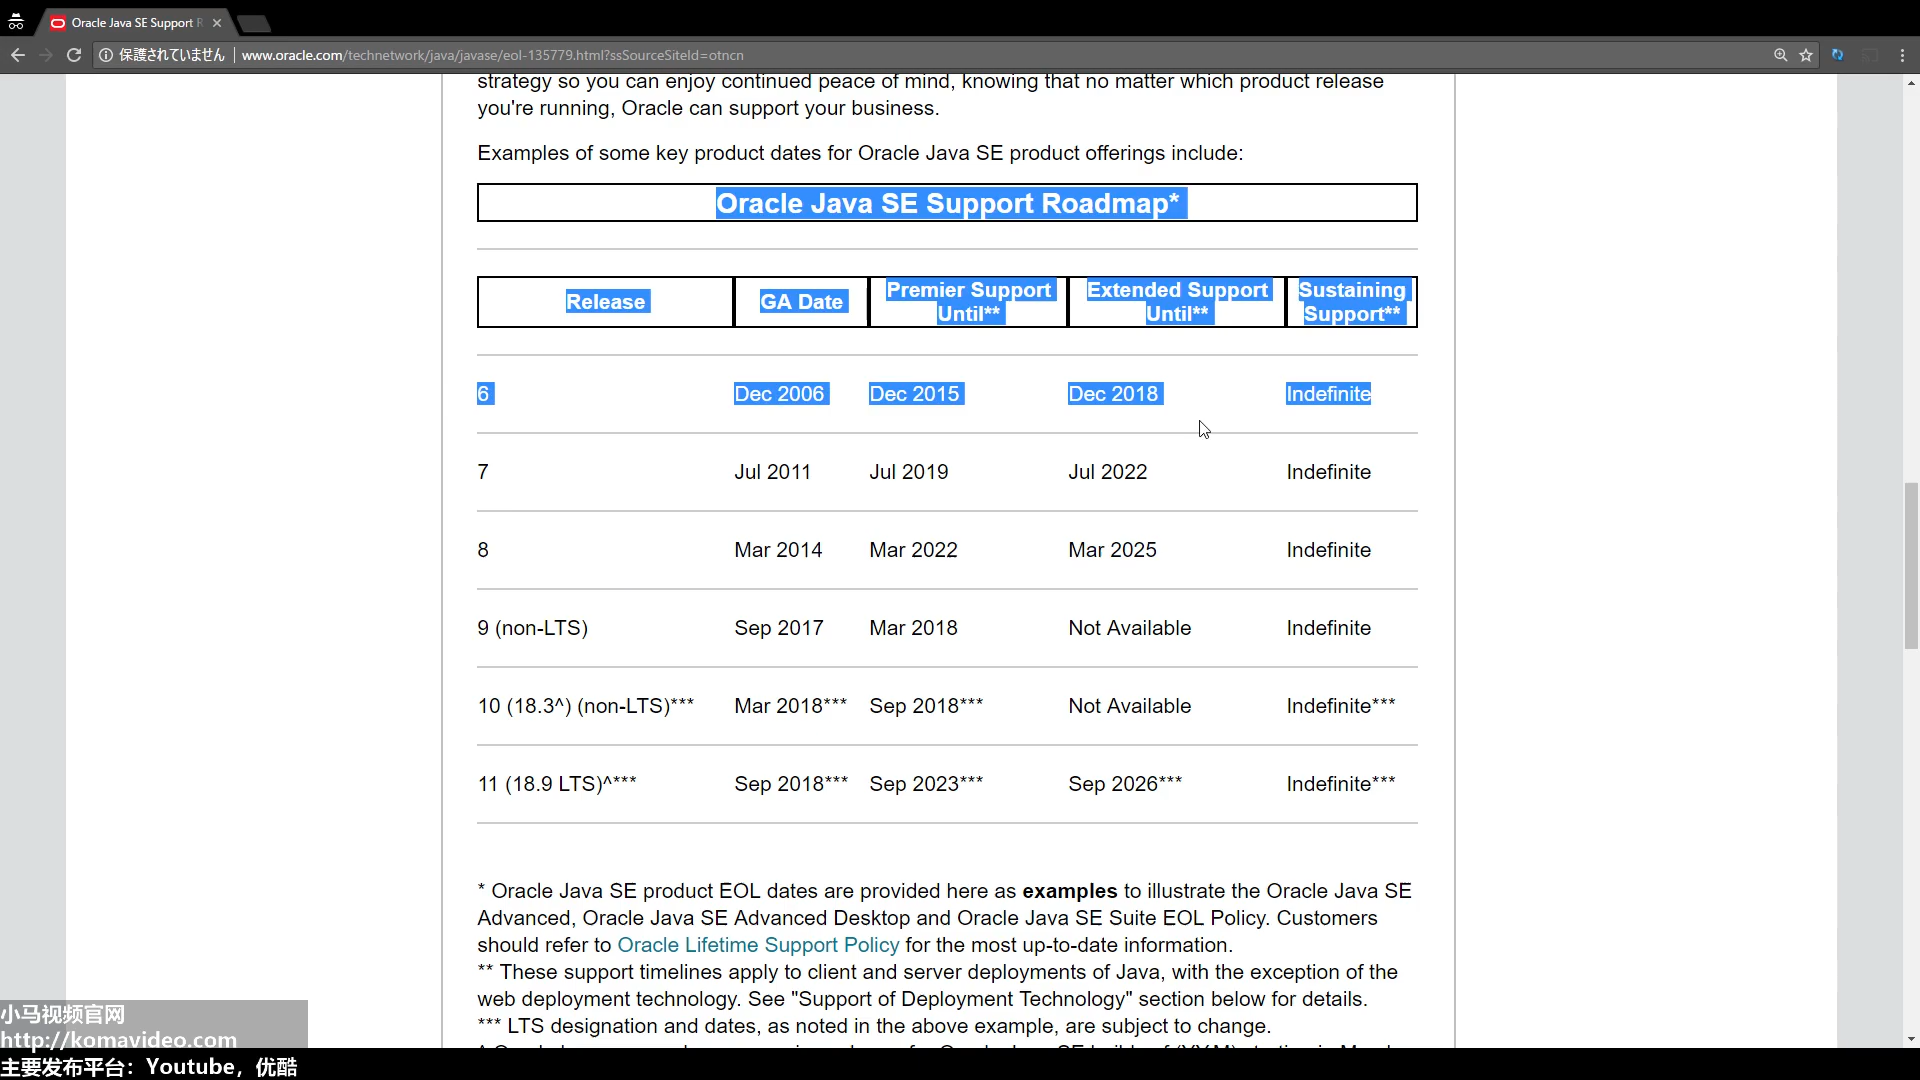 Oracle Java SE Support R
保護されていません
www.oracle.com/technetwork/java/javase/eol-135779.html?ssSourceSiteId=otncn
strategy so you can enjoy continued peace of mind, knowing that no matter which product release
you're running, Oracle can support your business.
Examples of some key product dates for Oracle Java SE product offerings include:
Oracle Java SE Support Roadmap*
Release GA Date Premier Support Until** Extended Support Until** Sustaining Support**
6 Dec 2006 Dec 2015 Dec 2018 Indefinite
7 Jul 2011 Jul 2019 Jul 2022 Indefinite
8 Mar 2014 Mar 2022 Mar 2025 Indefinite
9 (non-LTS) Sep 2017 Mar 2018 Not Available Indefinite
10 (18.3^) (non-LTS)*** Mar 2018*** Sep 2018*** Not Available Indefinite***
11 (18.9 LTS)^*** Sep 2018*** Sep 2023*** Sep 2026*** Indefinite***
* Oracle Java SE product EOL dates are provided here as examples to illustrate the Oracle Java SE
Advanced, Oracle Java SE Advanced Desktop and Oracle Java SE Suite EOL Policy. Customers
should refer to Oracle Lifetime Support Policy for the most up-to-date information.
** These support timelines apply to client and server deployments of Java, with the exception of the
web deployment technology. See "Support of Deployment Technology" section below for details.
*** LTS designation and dates, as noted in the above example, are subject to change.
小马视频官网
http://komavideo.com
主要发布平台：Youtube，优酷